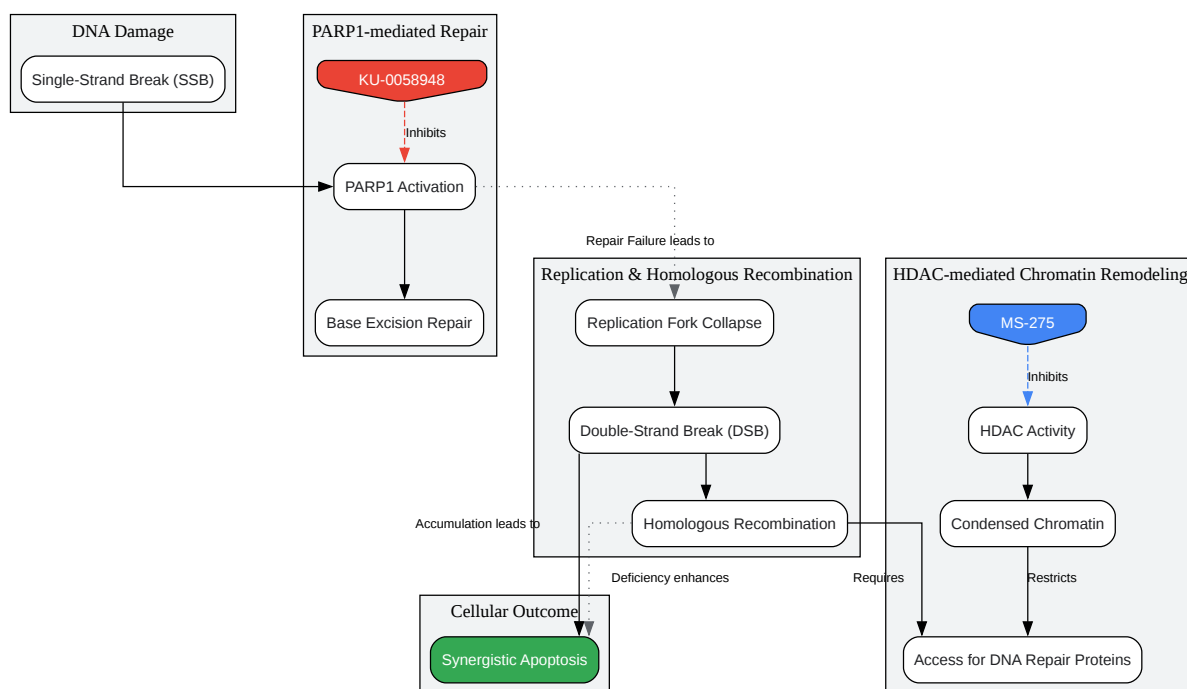 DNA Damage
Single-Strand Break (SSB)
PARP1-mediated Repair
KU-0058948
Inhibits
PARP1 Activation
Repair Failure leads to
Base Excision Repair
Replication & Homologous Recombination
Replication Fork Collapse
Double-Strand Break (DSB)
Homologous Recombination
Accumulation leads to
Deficiency enhances
Requires
HDAC-mediated Chromatin Remodeling
MS-275
Inhibits
HDAC Activity
Condensed Chromatin
Restricts
Access for DNA Repair Proteins
Cellular Outcome
Synergistic Apoptosis